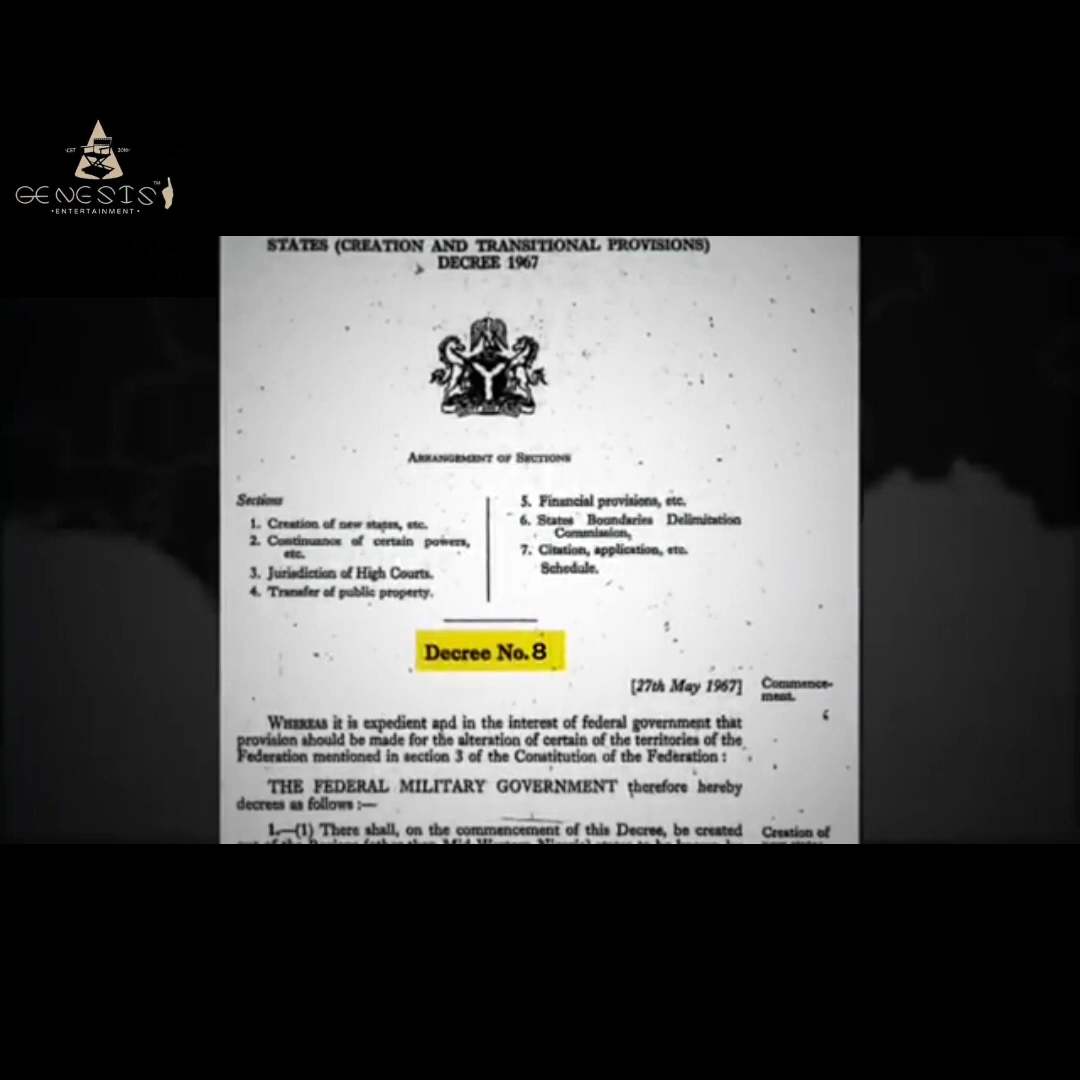 EST 2016
GENESIS™
•ENTERTAINMENT•
STATES (CREATION AND TRANSITIONAL PROVISIONS)
DECREE 1967
ARRANGEMENT OF SECTIONS
Sections
1. Creation of new states, etc.
2. Continuance of certain powers,
etc.
3. Jurisdiction of High Courts.
4. Transfer of public property.
5. Financial provisions, etc.
6. States Boundaries Delimitation
Commission,
7. Citation, application, etc.
Schedule.
Decree No. 8
[27th May 1967]
Commence-
ment.
WHEREAS it is expedient and in the interest of federal government that
provision should be made for the alteration of certain of the territories of the
Federation mentioned in section 3 of the Constitution of the Federation :
THE FEDERAL MILITARY GOVERNMENT therefore hereby
decrees as follows :—
1.—(1) There shall, on the commencement of this Decree, be created
Creation of